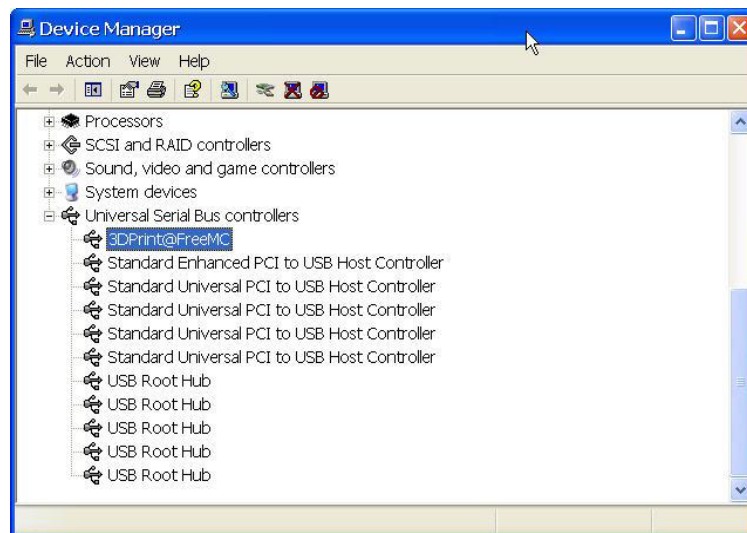 Device Manager
File Action View Help
Processors
SCSI and RAID controllers
Sound, video and game controllers
System devices
Universal Serial Bus controllers
3DPrint@FreeMC
Standard Enhanced PCI to USB Host Controller
Standard Universal PCI to USB Host Controller
Standard Universal PCI to USB Host Controller
Standard Universal PCI to USB Host Controller
Standard Universal PCI to USB Host Controller
USB Root Hub
USB Root Hub
USB Root Hub
USB Root Hub
USB Root Hub